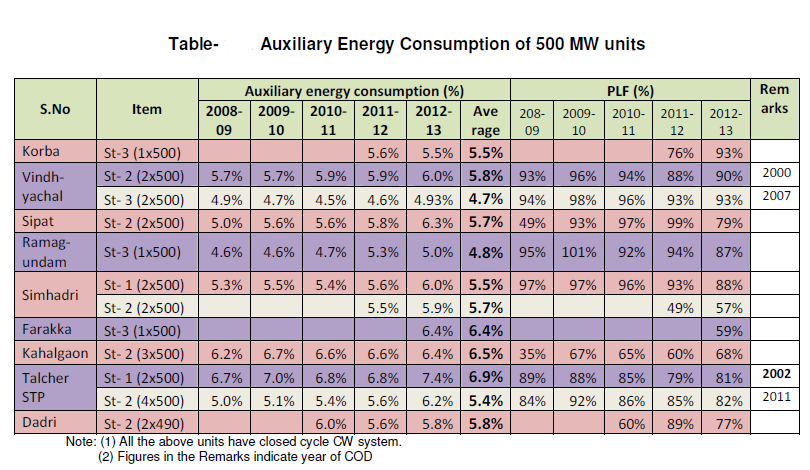 Table- Auxiliary Energy Consumption of 500 MW units
S.No Item Auxiliary energy consumption (%) PLF (%) Rem arks
2008-09 2009-10 2010-11 2011-12 2012-13 Ave rage 208-09 2009-10 2010-11 2011-12 2012-13
Korba St-3 (1x500) 5.6% 5.5% 5.5% 76% 93%
Vindh-yachal St- 2 (2x500) 5.7% 5.7% 5.9% 5.9% 6.0% 5.8% 93% 96% 94% 88% 90% 2000
St- 3 (2x500) 4.9% 4.7% 4.5% 4.6% 4.93% 4.7% 94% 98% 96% 93% 93% 2007
Sipat St- 2 (2x500) 5.0% 5.6% 5.6% 5.8% 6.3% 5.7% 49% 93% 97% 99% 79%
Ramag-undam St-3 (1x500) 4.6% 4.6% 4.7% 5.3% 5.0% 4.8% 95% 101% 92% 94% 87%
Simhadri St- 1 (2x500) 5.3% 5.5% 5.4% 5.6% 6.0% 5.5% 97% 97% 96% 93% 88%
St- 2 (2x500) 5.5% 5.9% 5.7% 49% 57%
Farakka St-3 (1x500) 6.4% 6.4% 59%
Kahalgaon St- 2 (3x500) 6.2% 6.7% 6.6% 6.6% 6.4% 6.5% 35% 67% 65% 60% 68%
Talcher STP St- 1 (2x500) 6.7% 7.0% 6.8% 6.8% 7.4% 6.9% 89% 88% 85% 79% 81% 2002
St- 2 (4x500) 5.0% 5.1% 5.4% 5.6% 6.2% 5.4% 84% 92% 86% 85% 82% 2011
Dadri St- 2 (2x490) 6.0% 5.6% 5.8% 5.8% 60% 89% 77%
Note: (1) All the above units have closed cycle CW system.
(2) Figures in the Remarks indicate year of COD